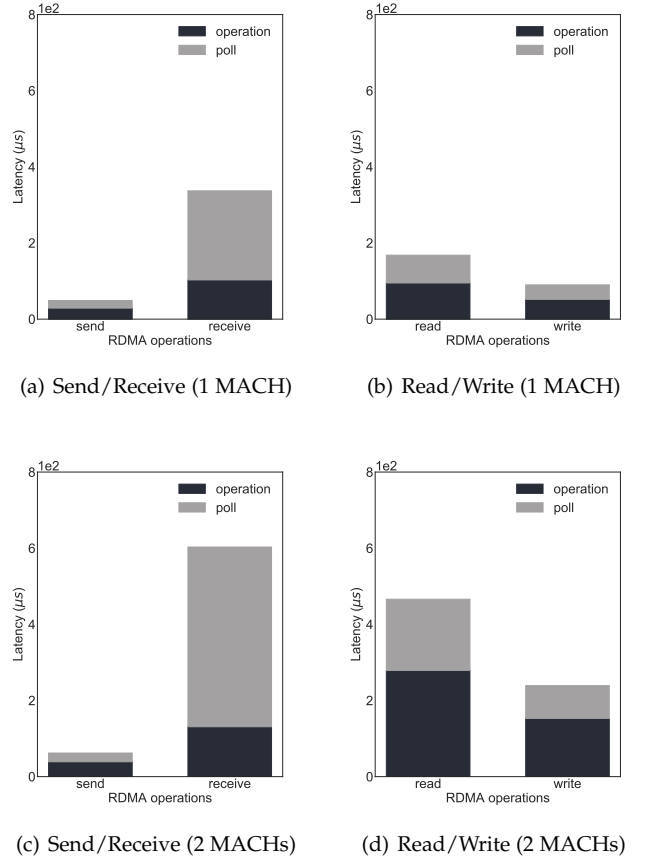 1e2
8
6
4
2
0
Latency (μs)
operation
poll
send receive
RDMA operations
(a) Send/Receive (1 MACH)
1e2
8
6
4
2
0
Latency (μs)
operation
poll
read write
RDMA operations
(b) Read/Write (1 MACH)
1e2
8
6
4
2
0
Latency (μs)
operation
poll
send receive
RDMA operations
(c) Send/Receive (2 MACHs)
1e2
8
6
4
2
0
Latency (μs)
operation
poll
read write
RDMA operations
(d) Read/Write (2 MACHs)